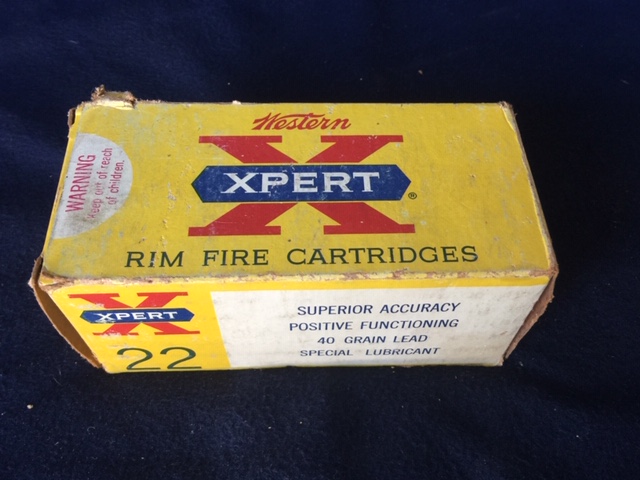 Western
XPERT
®
RIM FIRE CARTRIDGES
WARNING
Keep out of reach
of children.
XPERT
22
SUPERIOR ACCURACY
POSITIVE FUNCTIONING
40 GRAIN LEAD
SPECIAL LUBRICANT